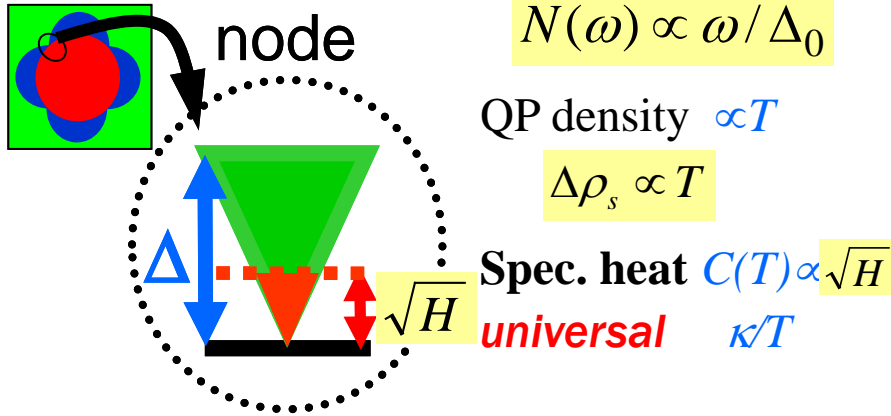 node
N(ω) ∝ ω/Δ₀
QP density ∝T
Δρₛ ∝ T
Δ
√H
Spec. heat C(T)∝√H
universal κ/T